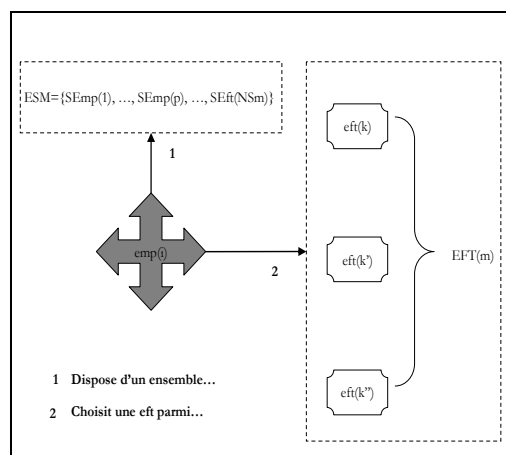 ESM={SEmp(1), …, SEmp(p), …, SEft(NSm)}
eft(k)
1
emp(i)
2
eft(k')
EFT(m)
1 Dispose d'un ensemble…
2 Choisit une eft parmi…
eft(k'')